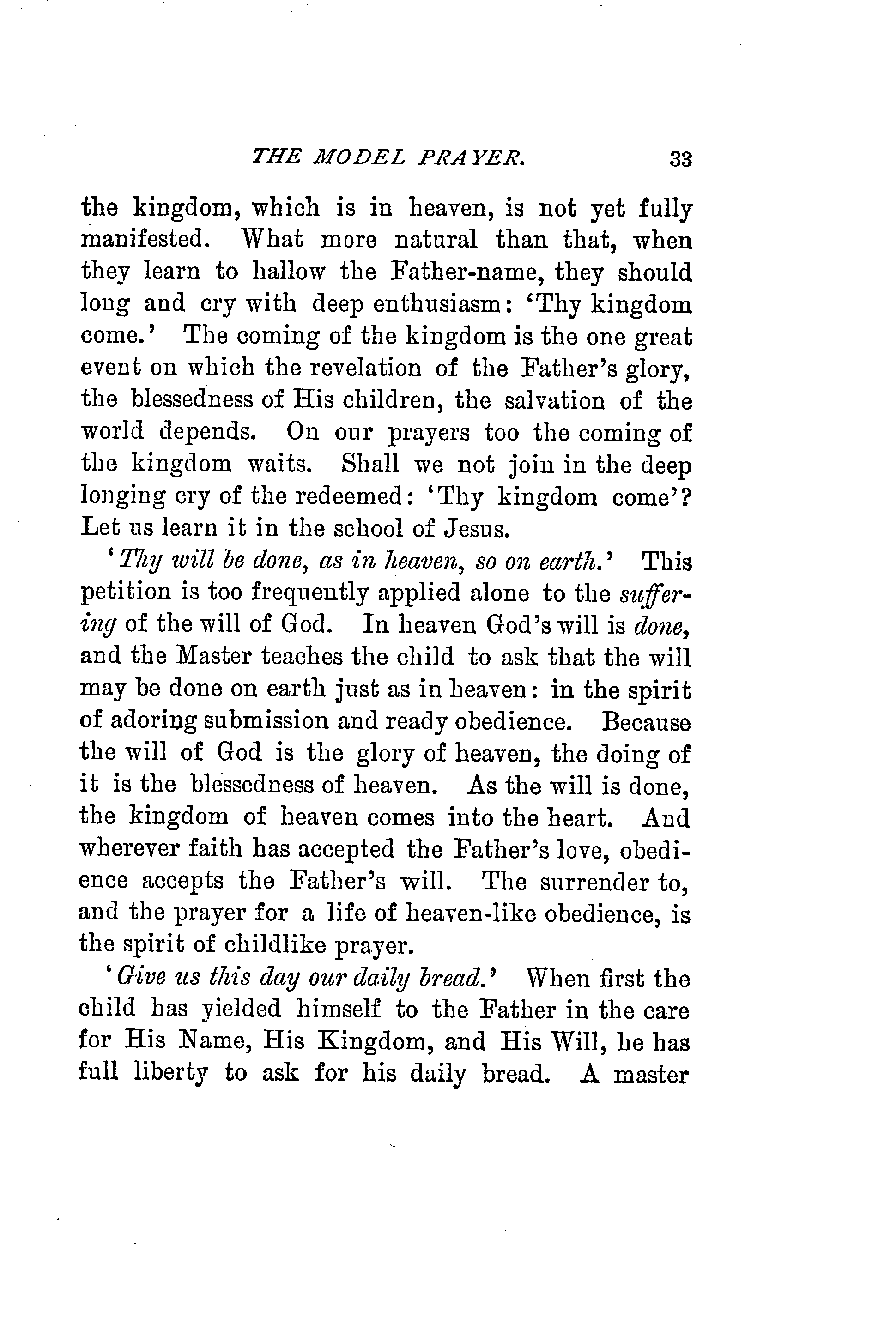 THE MODEL PRAYER. 33
the kingdom, which is in heaven, is not yet fully
manifested. What more natural than that, when
they learn to hallow the Father-name, they should
long and cry with deep enthusiasm: ‘Thy kingdom
come.’ The coming of the kingdom is the one great
event on which the revelation of the Father’s glory,
the blessedness of His children, the salvation of the
world depends. On our prayers too the coming of
the kingdom waits. Shall we not join in the deep
longing cry of the redeemed: ‘Thy kingdom come’?
Let us learn it in the school of Jesus.
‘Thy will be done, as in heaven, so on earth.’ This
petition is too frequently applied alone to the suffer-
ing of the will of God. In heaven God’s will is done,
and the Master teaches the child to ask that the will
may be done on earth just as in heaven: in the spirit
of adoring submission and ready obedience. Because
the will of God is the glory of heaven, the doing of
it is the blessedness of heaven. As the will is done,
the kingdom of heaven comes into the heart. And
wherever faith has accepted the Father’s love, obedi-
ence accepts the Father’s will. The surrender to,
and the prayer for a life of heaven-like obedience, is
the spirit of childlike prayer.
‘Give us this day our daily bread.’ When first the
child has yielded himself to the Father in the care
for His Name, His Kingdom, and His Will, he has
full liberty to ask for his daily bread. A master